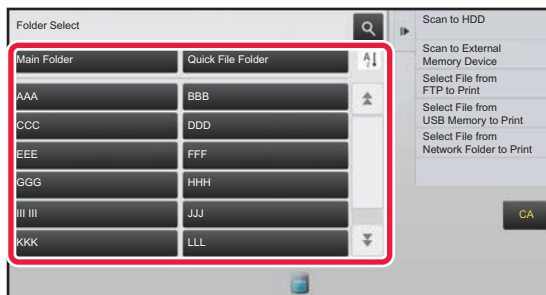 Folder Select
Main Folder
Quick File Folder
AAA
BBB
CCC
DDD
EEE
FFF
GGG
HHH
III III
JJJ
KKK
LLL
Scan to HDD
Scan to External
Memory Device
Select File from
FTP to Print
Select File from
USB Memory to Print
Select File from
Network Folder to Print
CA